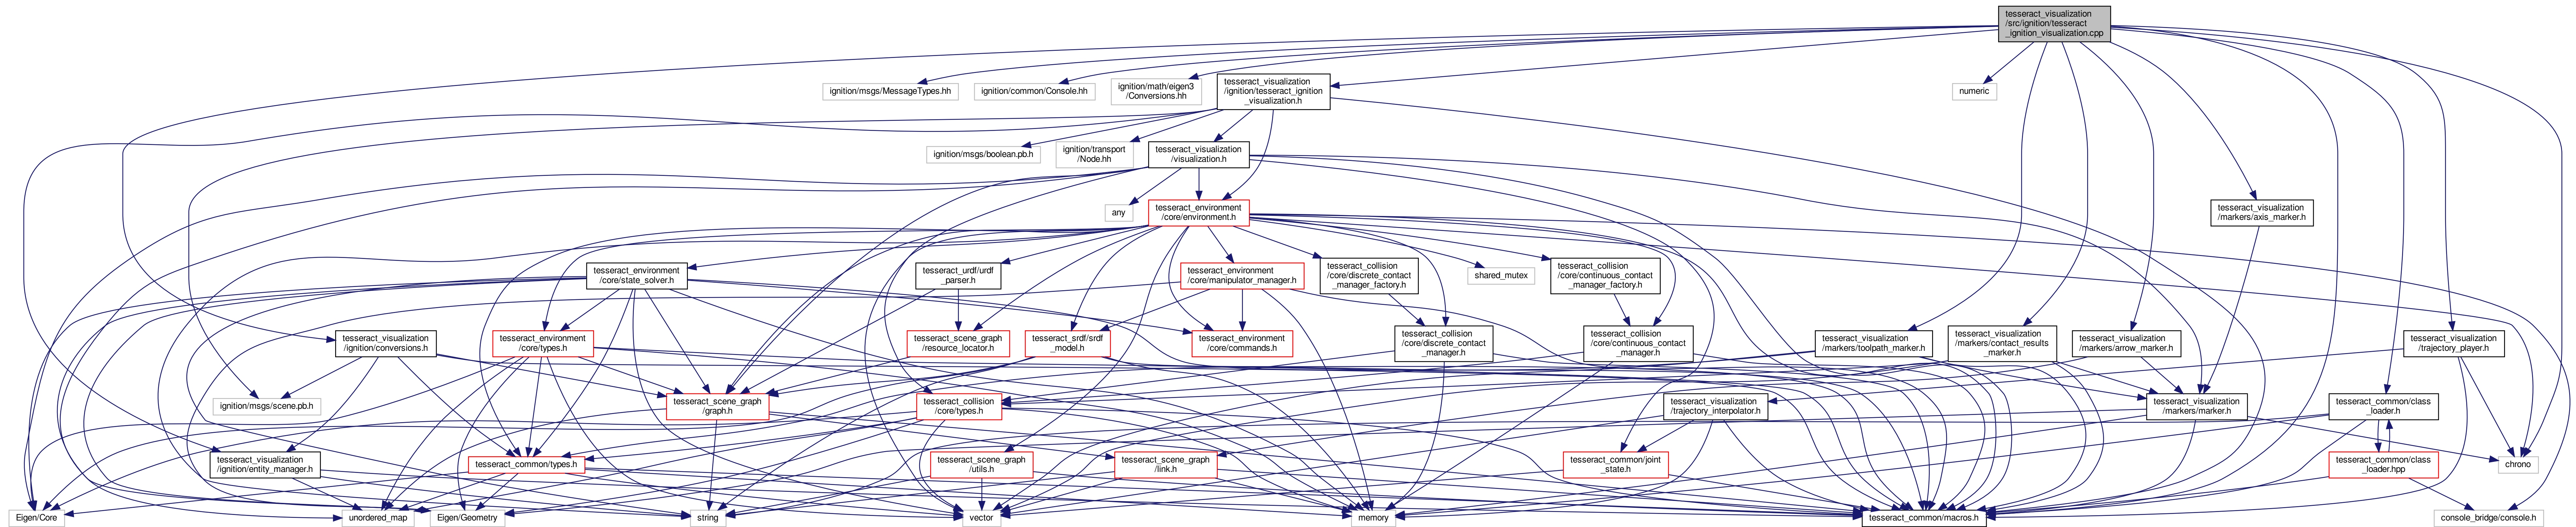 tesseract_visualization
/src/ignition/tesseract
_ignition_visualization.cpp
ignition/msgs/MessageTypes.hh
ignition/common/Console.hh
ignition/math/eigen3
/Conversions.hh
tesseract_visualization
/ignition/tesseract_ignition
_visualization.h
numeric
ignition/msgs/boolean.pb.h
ignition/transport
/Node.hh
tesseract_visualization
/visualization.h
any
tesseract_environment
/core/environment.h
tesseract_visualization
/markers/axis_marker.h
tesseract_environment
/core/state_solver.h
tesseract_urdf/urdf
_parser.h
tesseract_environment
/core/manipulator_manager.h
tesseract_collision
/core/discrete_contact
_manager_factory.h
shared_mutex
tesseract_collision
/core/continuous_contact
_manager_factory.h
tesseract_visualization
/ignition/conversions.h
tesseract_environment
/core/types.h
tesseract_scene_graph
/resource_locator.h
tesseract_srdf/srdf
_model.h
tesseract_environment
/core/commands.h
tesseract_collision
/core/discrete_contact
_manager.h
tesseract_collision
/core/continuous_contact
_manager.h
tesseract_visualization
/markers/toolpath_marker.h
tesseract_visualization
/markers/contact_results
_marker.h
tesseract_visualization
/markers/arrow_marker.h
tesseract_visualization
/trajectory_player.h
ignition/msgs/scene.pb.h
tesseract_scene_graph
/graph.h
tesseract_collision
/core/types.h
tesseract_visualization
/trajectory_interpolator.h
tesseract_visualization
/markers/marker.h
tesseract_common/class
_loader.h
tesseract_visualization
/ignition/entity_manager.h
tesseract_common/types.h
tesseract_scene_graph
/utils.h
tesseract_scene_graph
/link.h
tesseract_common/joint
_state.h
chrono
tesseract_common/class
_loader.hpp
Eigen/Core
unordered_map
Eigen/Geometry
string
vector
memory
tesseract_common/macros.h
console_bridge/console.h